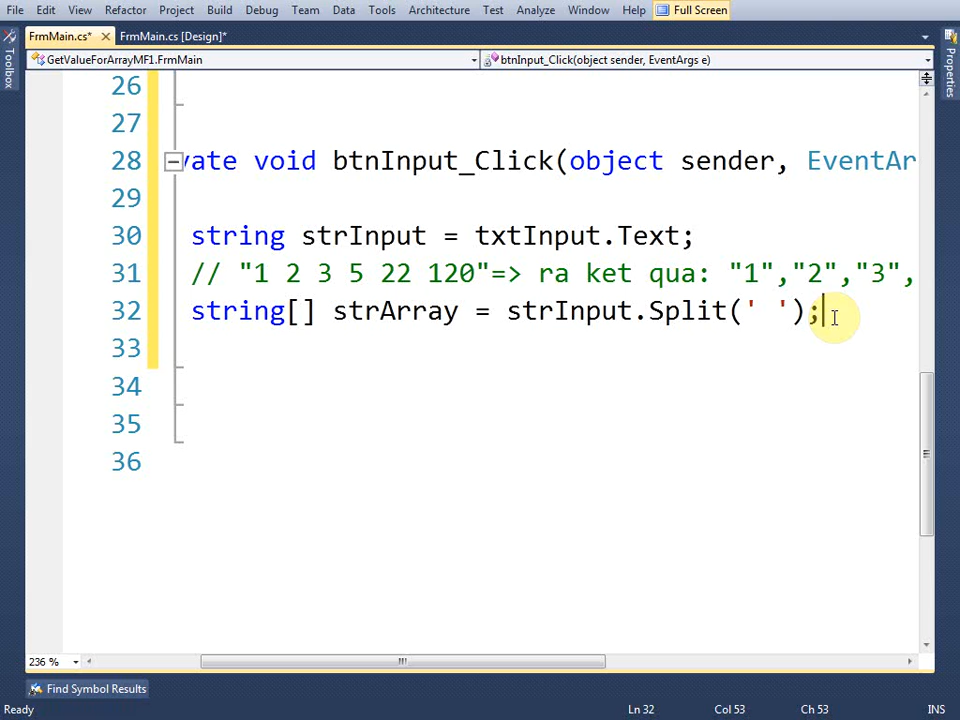 File Edit View Refactor Project Build Debug Team Data Tools Architecture Test Analyze Window Help Full Screen
FrmMain.cs* FrmMain.cs [Design]*
Toolbox
Properties
GetValueForArrayMF1.FrmMain btnInput_Click(object sender, EventArgs e)
26
27
28 vate void btnInput_Click(object sender, EventAr
29
30 string strInput = txtInput.Text;
31 // "1 2 3 5 22 120"=> ra ket qua: "1","2","3",
32 string[] strArray = strInput.Split(' ');
33
34
35
36
236 %
Find Symbol Results
Ready Ln 32 Col 53 Ch 53 INS